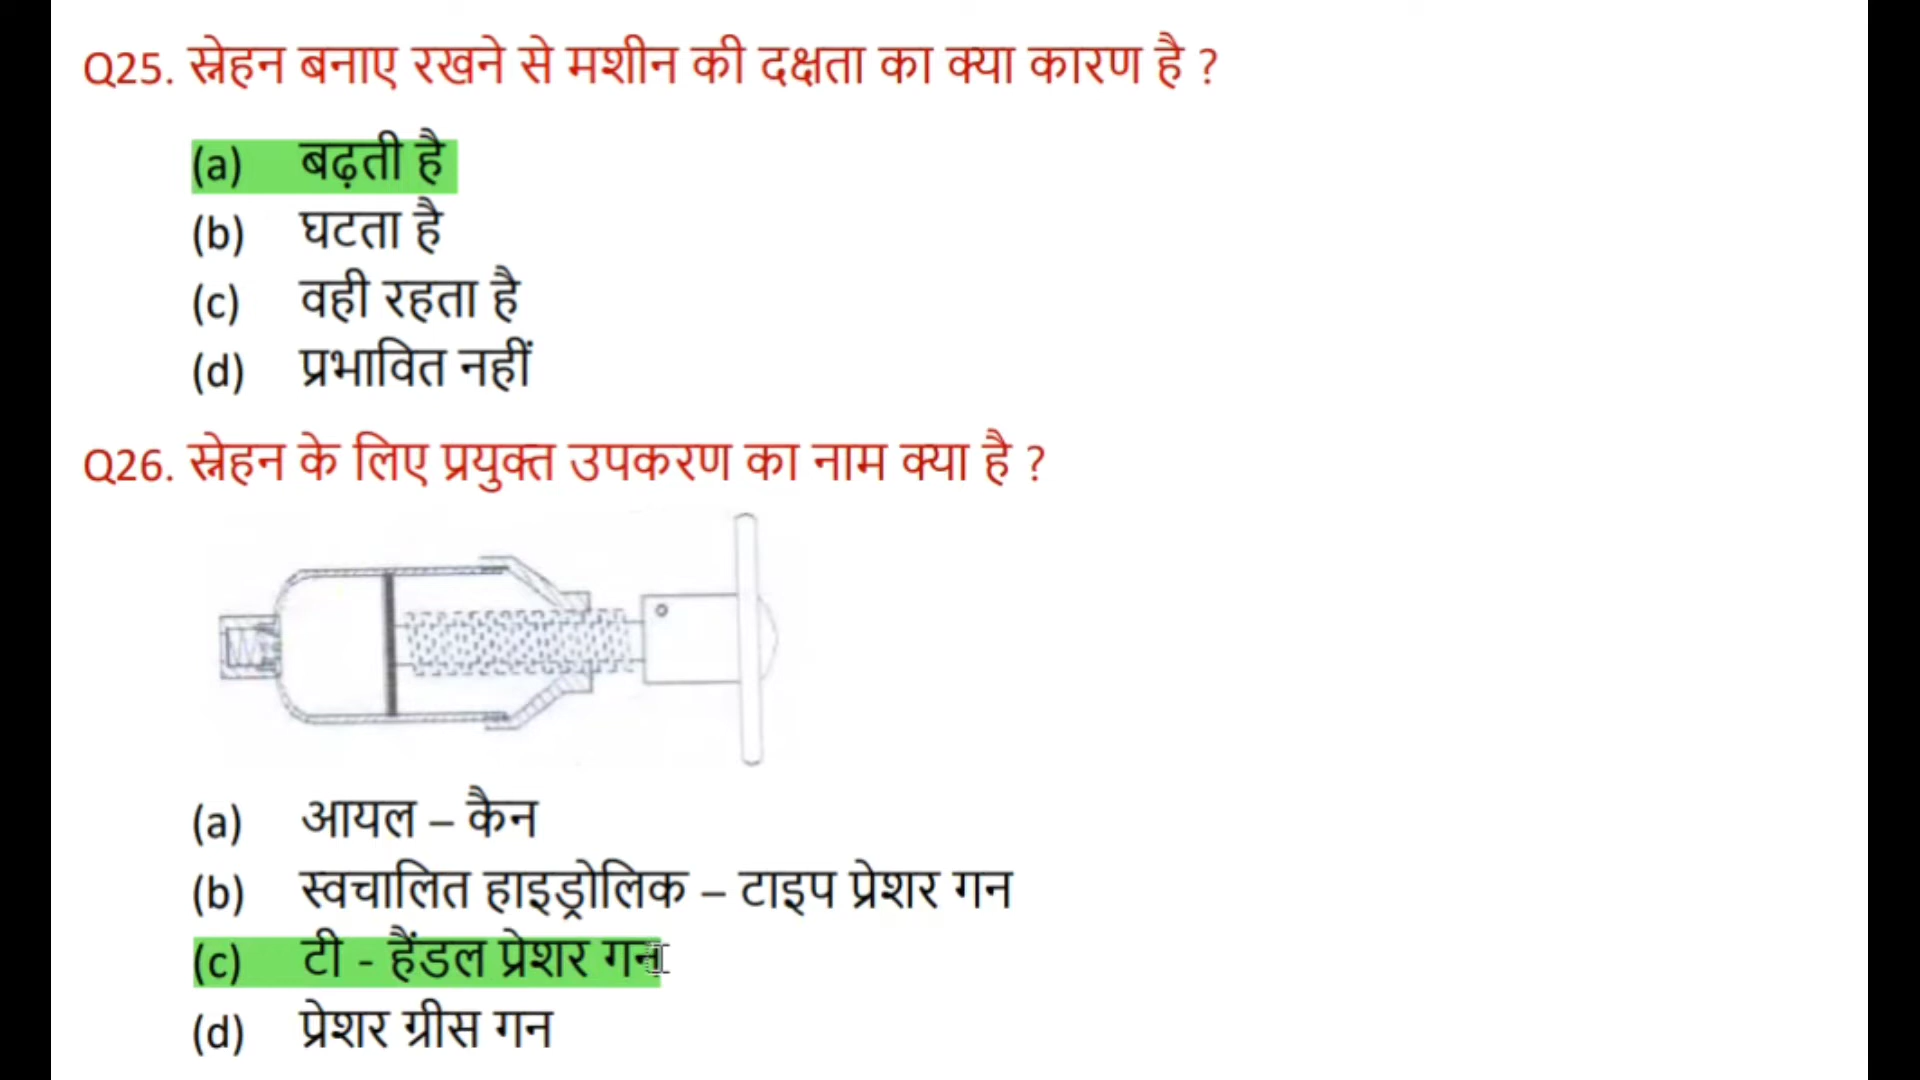 Q25. स्नेहन बनाए रखने से मशीन की दक्षता का क्या कारण है ?
(a) बढ़ती है
(b) घटता है
(c) वही रहता है
(d) प्रभावित नहीं
Q26. स्नेहन के लिए प्रयुक्त उपकरण का नाम क्या है ?
(a) आयल – कैन
(b) स्वचालित हाइड्रोलिक – टाइप प्रेशर गन
(c) टी - हैंडल प्रेशर गन
(d) प्रेशर ग्रीस गन